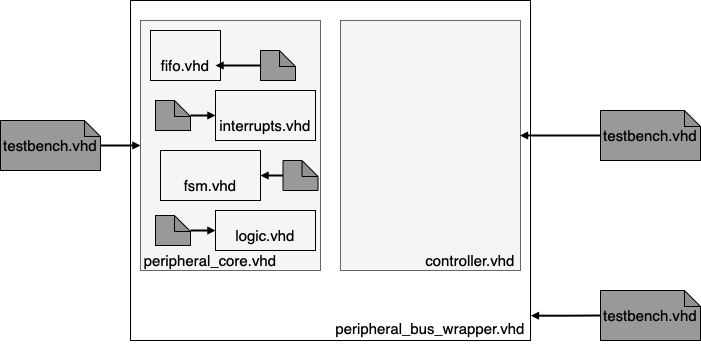 fifo.vhd
interrupts.vhd
testbench.vhd
testbench.vhd
fsm.vhd
logic.vhd
peripheral_core.vhd
controller.vhd
testbench.vhd
peripheral_bus_wrapper.vhd